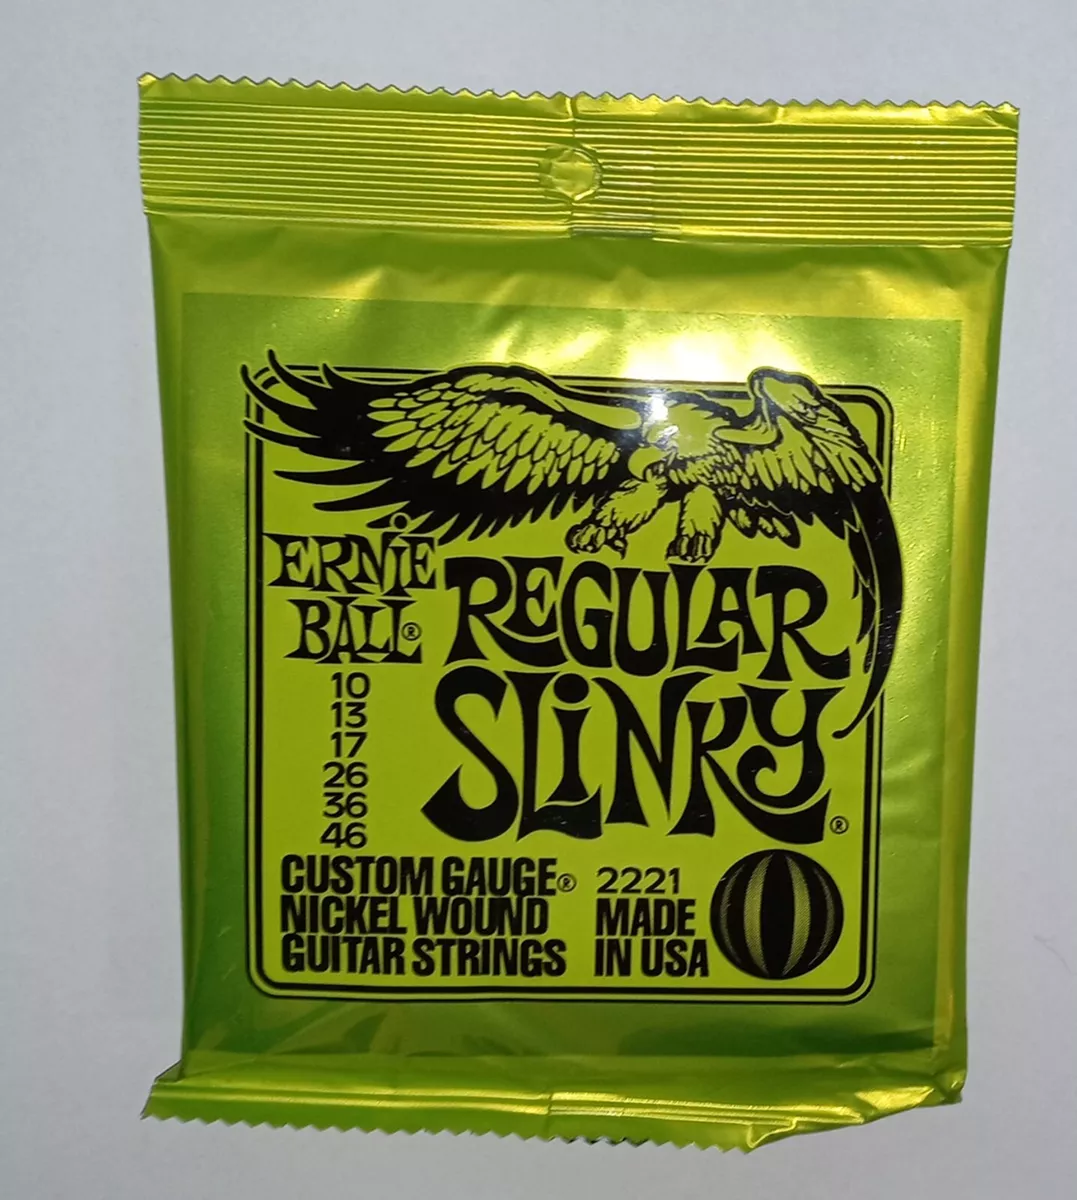 ERNiE
BALL®
REGULAR
SLiNKY®
10
13
17
26
36
46
CUSTOM GAUGE®
NICKEL WOUND
GUITAR STRINGS
2221
MADE
IN USA